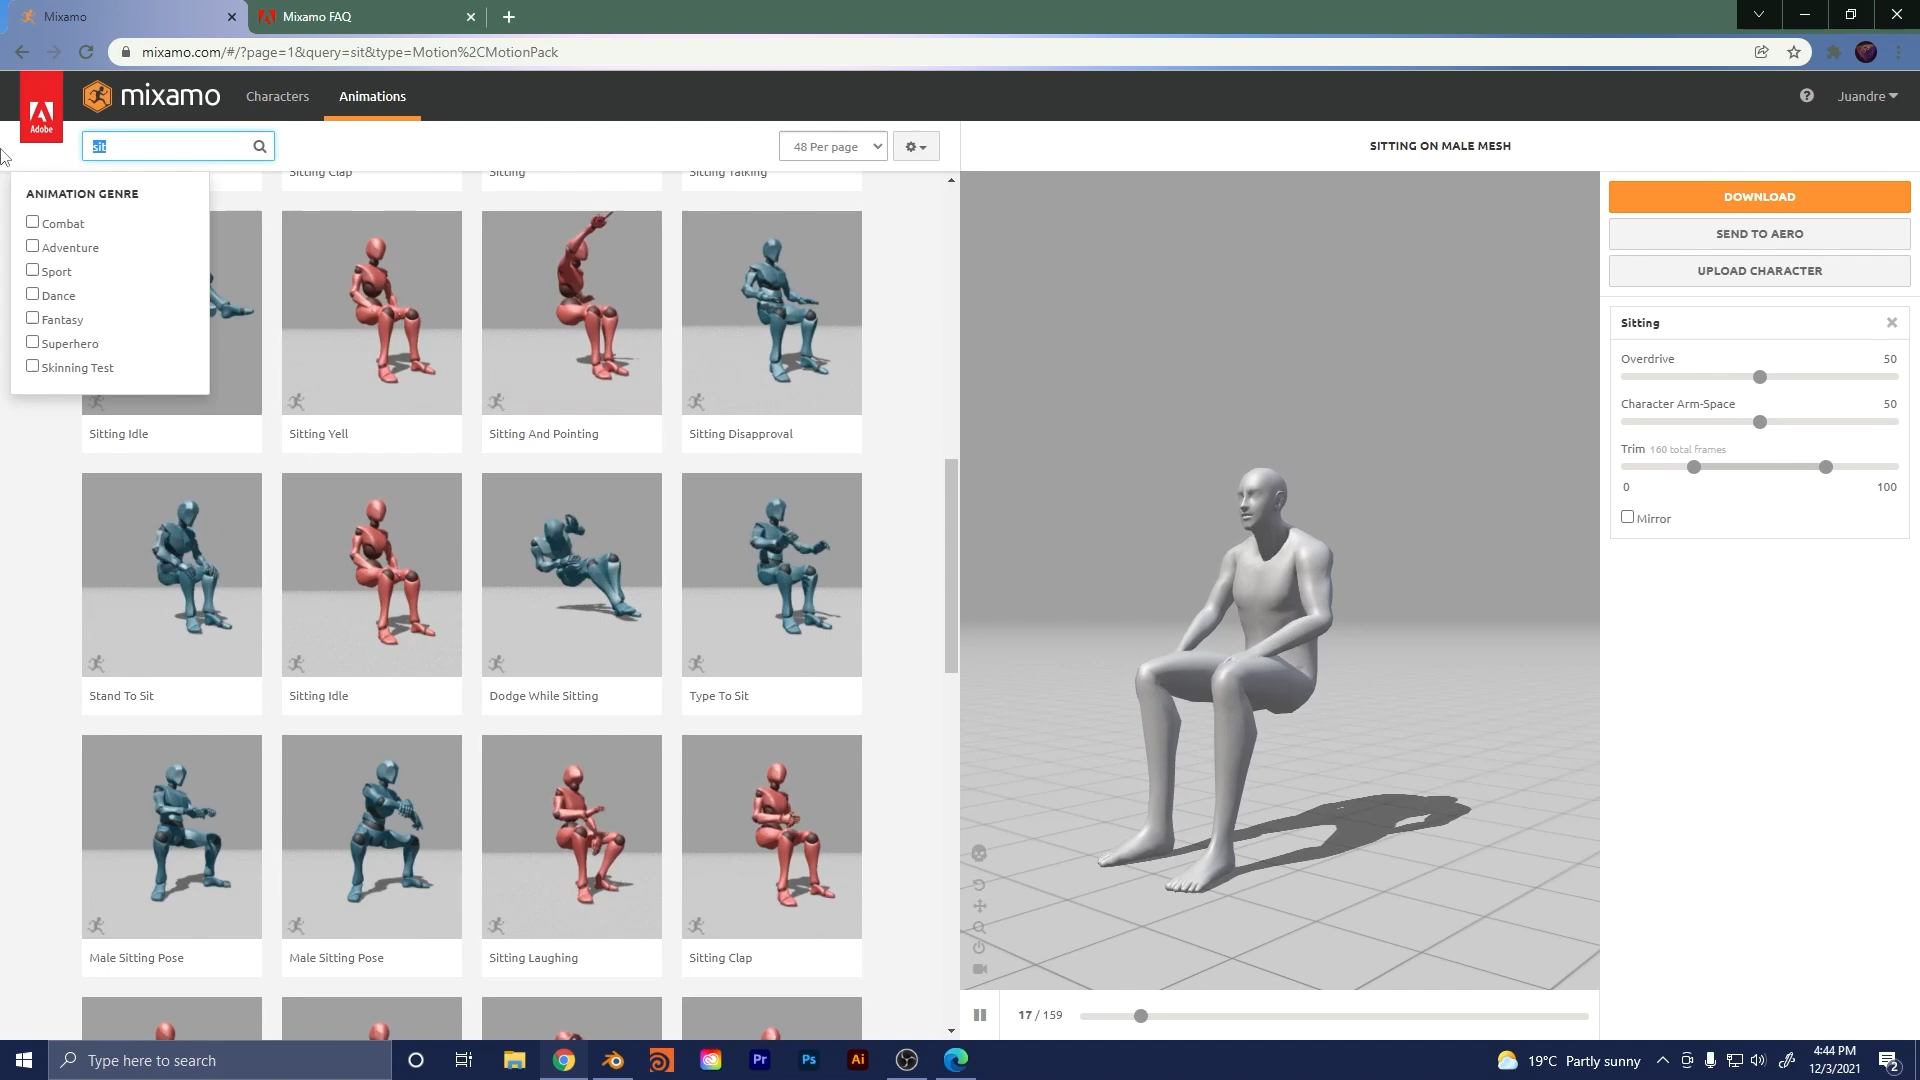 Mixamo
Mixamo FAQ
mixamo.com/#/?page=1&query=sit&type=Motion%2CMotionPack
Adobe
mixamo
Characters
Animations
Juandre
sit
48 Per page
SITTING ON MALE MESH
ANIMATION GENRE
Combat
Adventure
Sport
Dance
Fantasy
Superhero
Skinning Test
Sitting Clap
Sitting
Sitting Talking
Sitting Idle
Sitting Yell
Sitting And Pointing
Sitting Disapproval
Stand To Sit
Sitting Idle
Dodge While Sitting
Type To Sit
Male Sitting Pose
Male Sitting Pose
Sitting Laughing
Sitting Clap
DOWNLOAD
SEND TO AERO
UPLOAD CHARACTER
Sitting
Overdrive 50
Character Arm-Space 50
Trim 160 total frames
0 100
Mirror
17 / 159
Type here to search
Pr
Ps
Ai
19°C Partly sunny
4:44 PM
12/3/2021
2